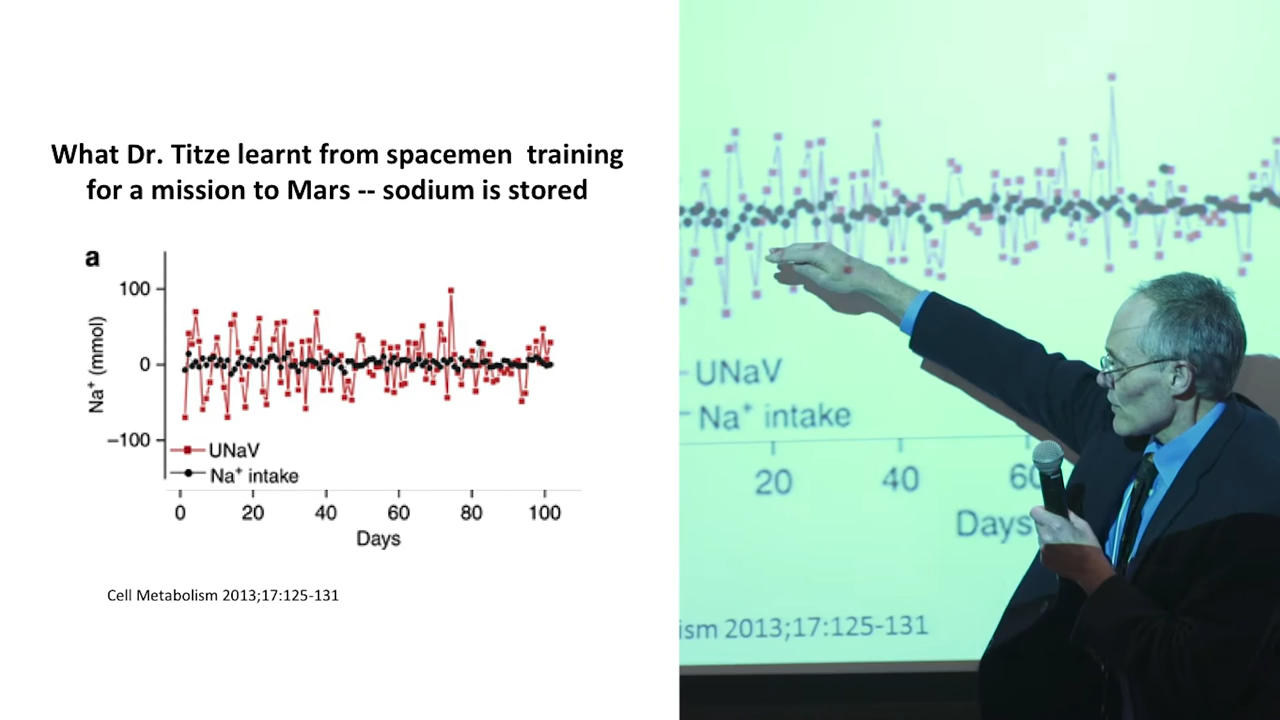 What Dr. Titze learnt from spacemen training
for a mission to Mars -- sodium is stored
a
100
0
−100
Na⁺ (mmol)
UNaV
Na⁺ intake
0 20 40 60 80 100
Days
Cell Metabolism 2013;17:125-131
UNaV
Na⁺ intake
20 40 60
Days
ism 2013;17:125-131